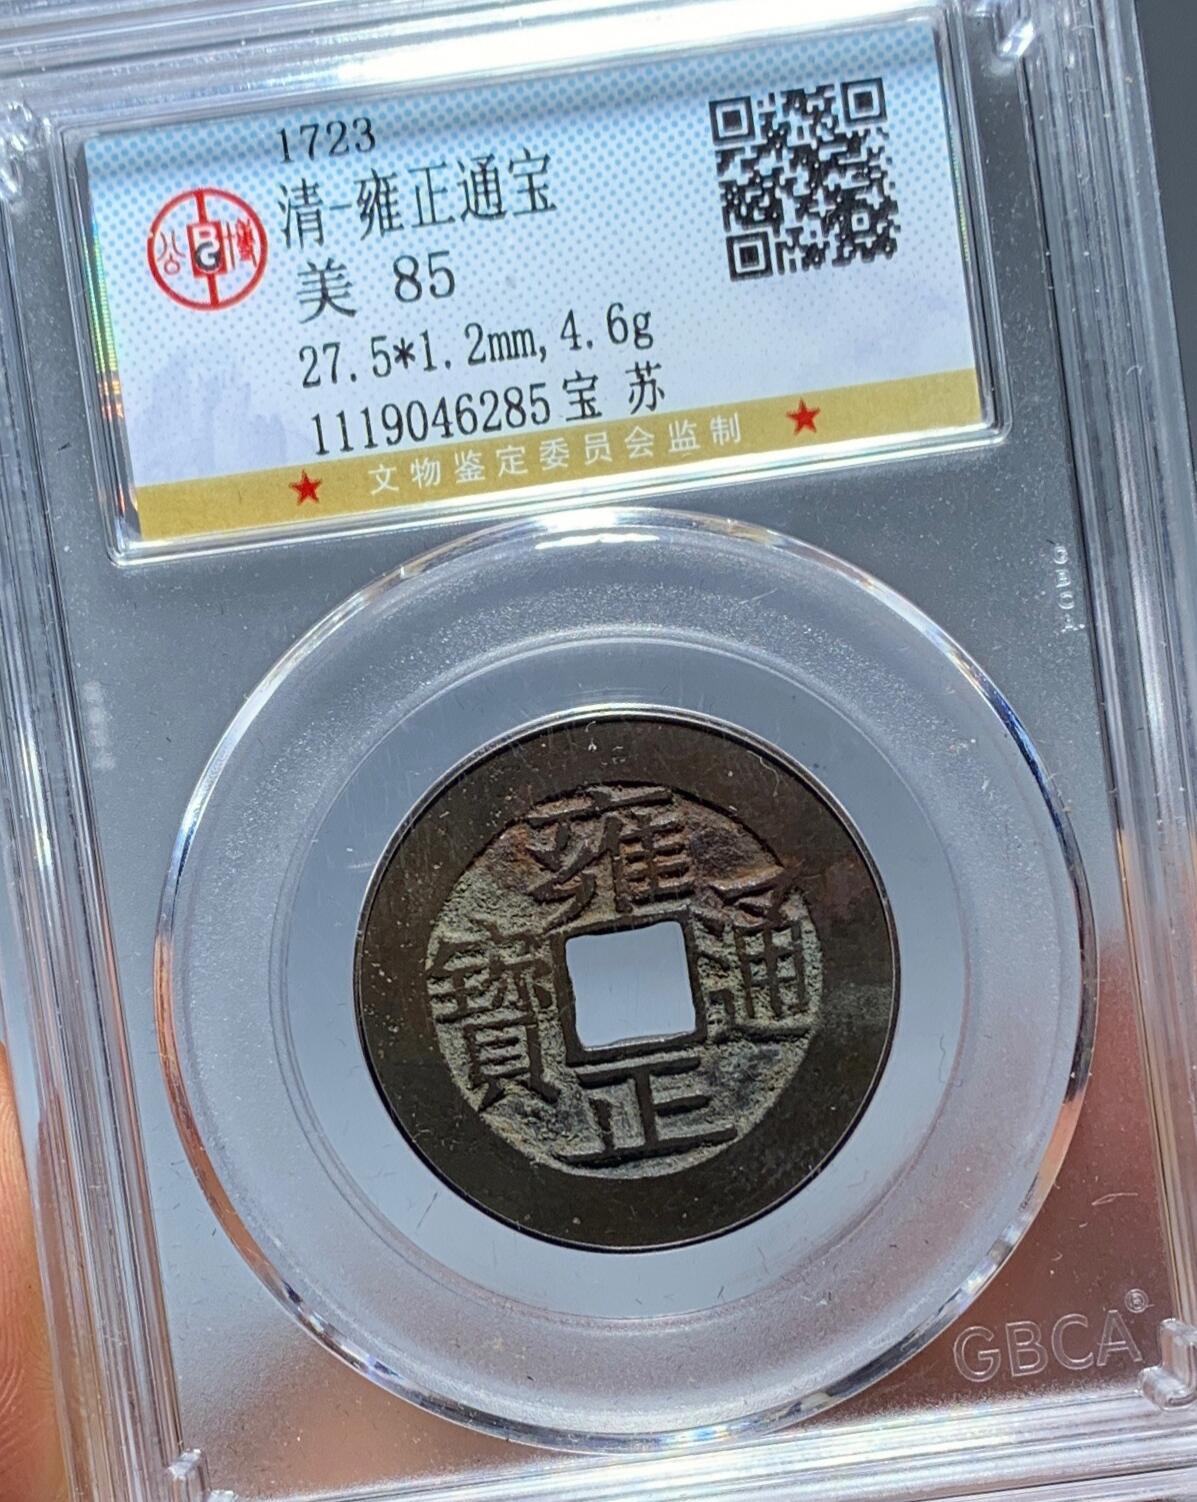 1723
清-雍正通宝
美 85
27.5*1.2mm,4.6g
1119046285宝 苏
文物鉴定委员会监制
公博
雍正通寶
GBCA®